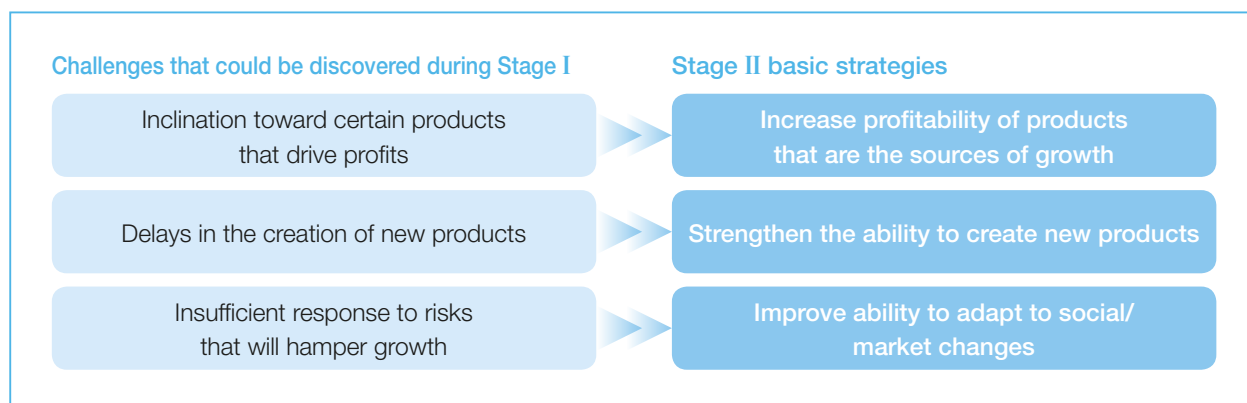 Challenges that could be discovered during Stage I
Stage II basic strategies
Inclination toward certain products
that drive profits
Increase profitability of products
that are the sources of growth
Delays in the creation of new products
Strengthen the ability to create new products
Insufficient response to risks
that will hamper growth
Improve ability to adapt to social/
market changes